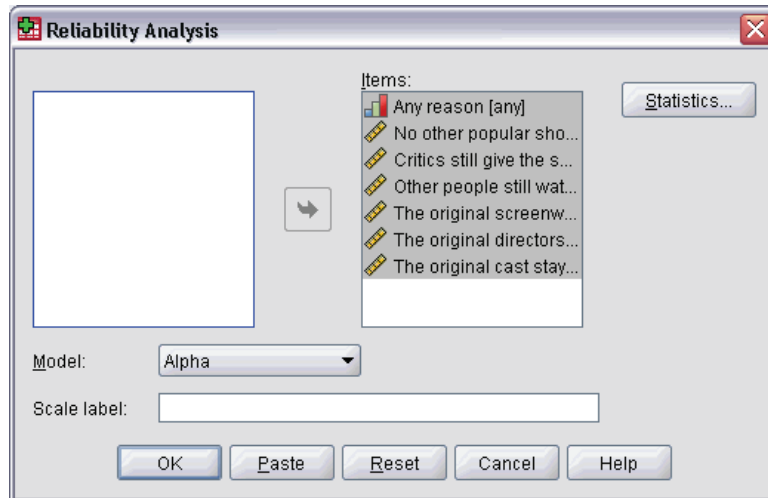 Reliability Analysis
Items:
Any reason [any]
No other popular sho...
Critics still give the s...
Other people still wat...
The original screenw...
The original directors...
The original cast stay...
Statistics...
Model:
Alpha
Scale label:
OK
Paste
Reset
Cancel
Help